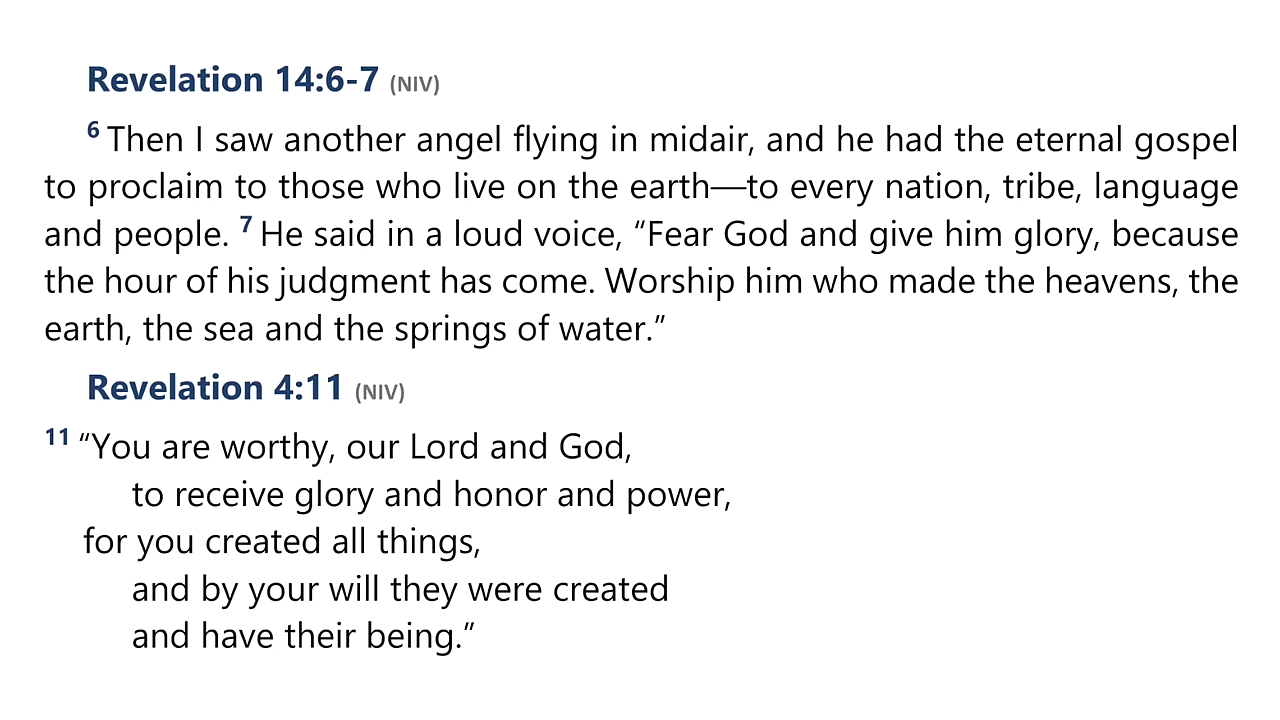 Revelation 14:6-7 (NIV)
6 Then I saw another angel flying in midair, and he had the eternal gospel
to proclaim to those who live on the earth—to every nation, tribe, language
and people. 7 He said in a loud voice, “Fear God and give him glory, because
the hour of his judgment has come. Worship him who made the heavens, the
earth, the sea and the springs of water.”
Revelation 4:11 (NIV)
11 “You are worthy, our Lord and God,
to receive glory and honor and power,
for you created all things,
and by your will they were created
and have their being.”